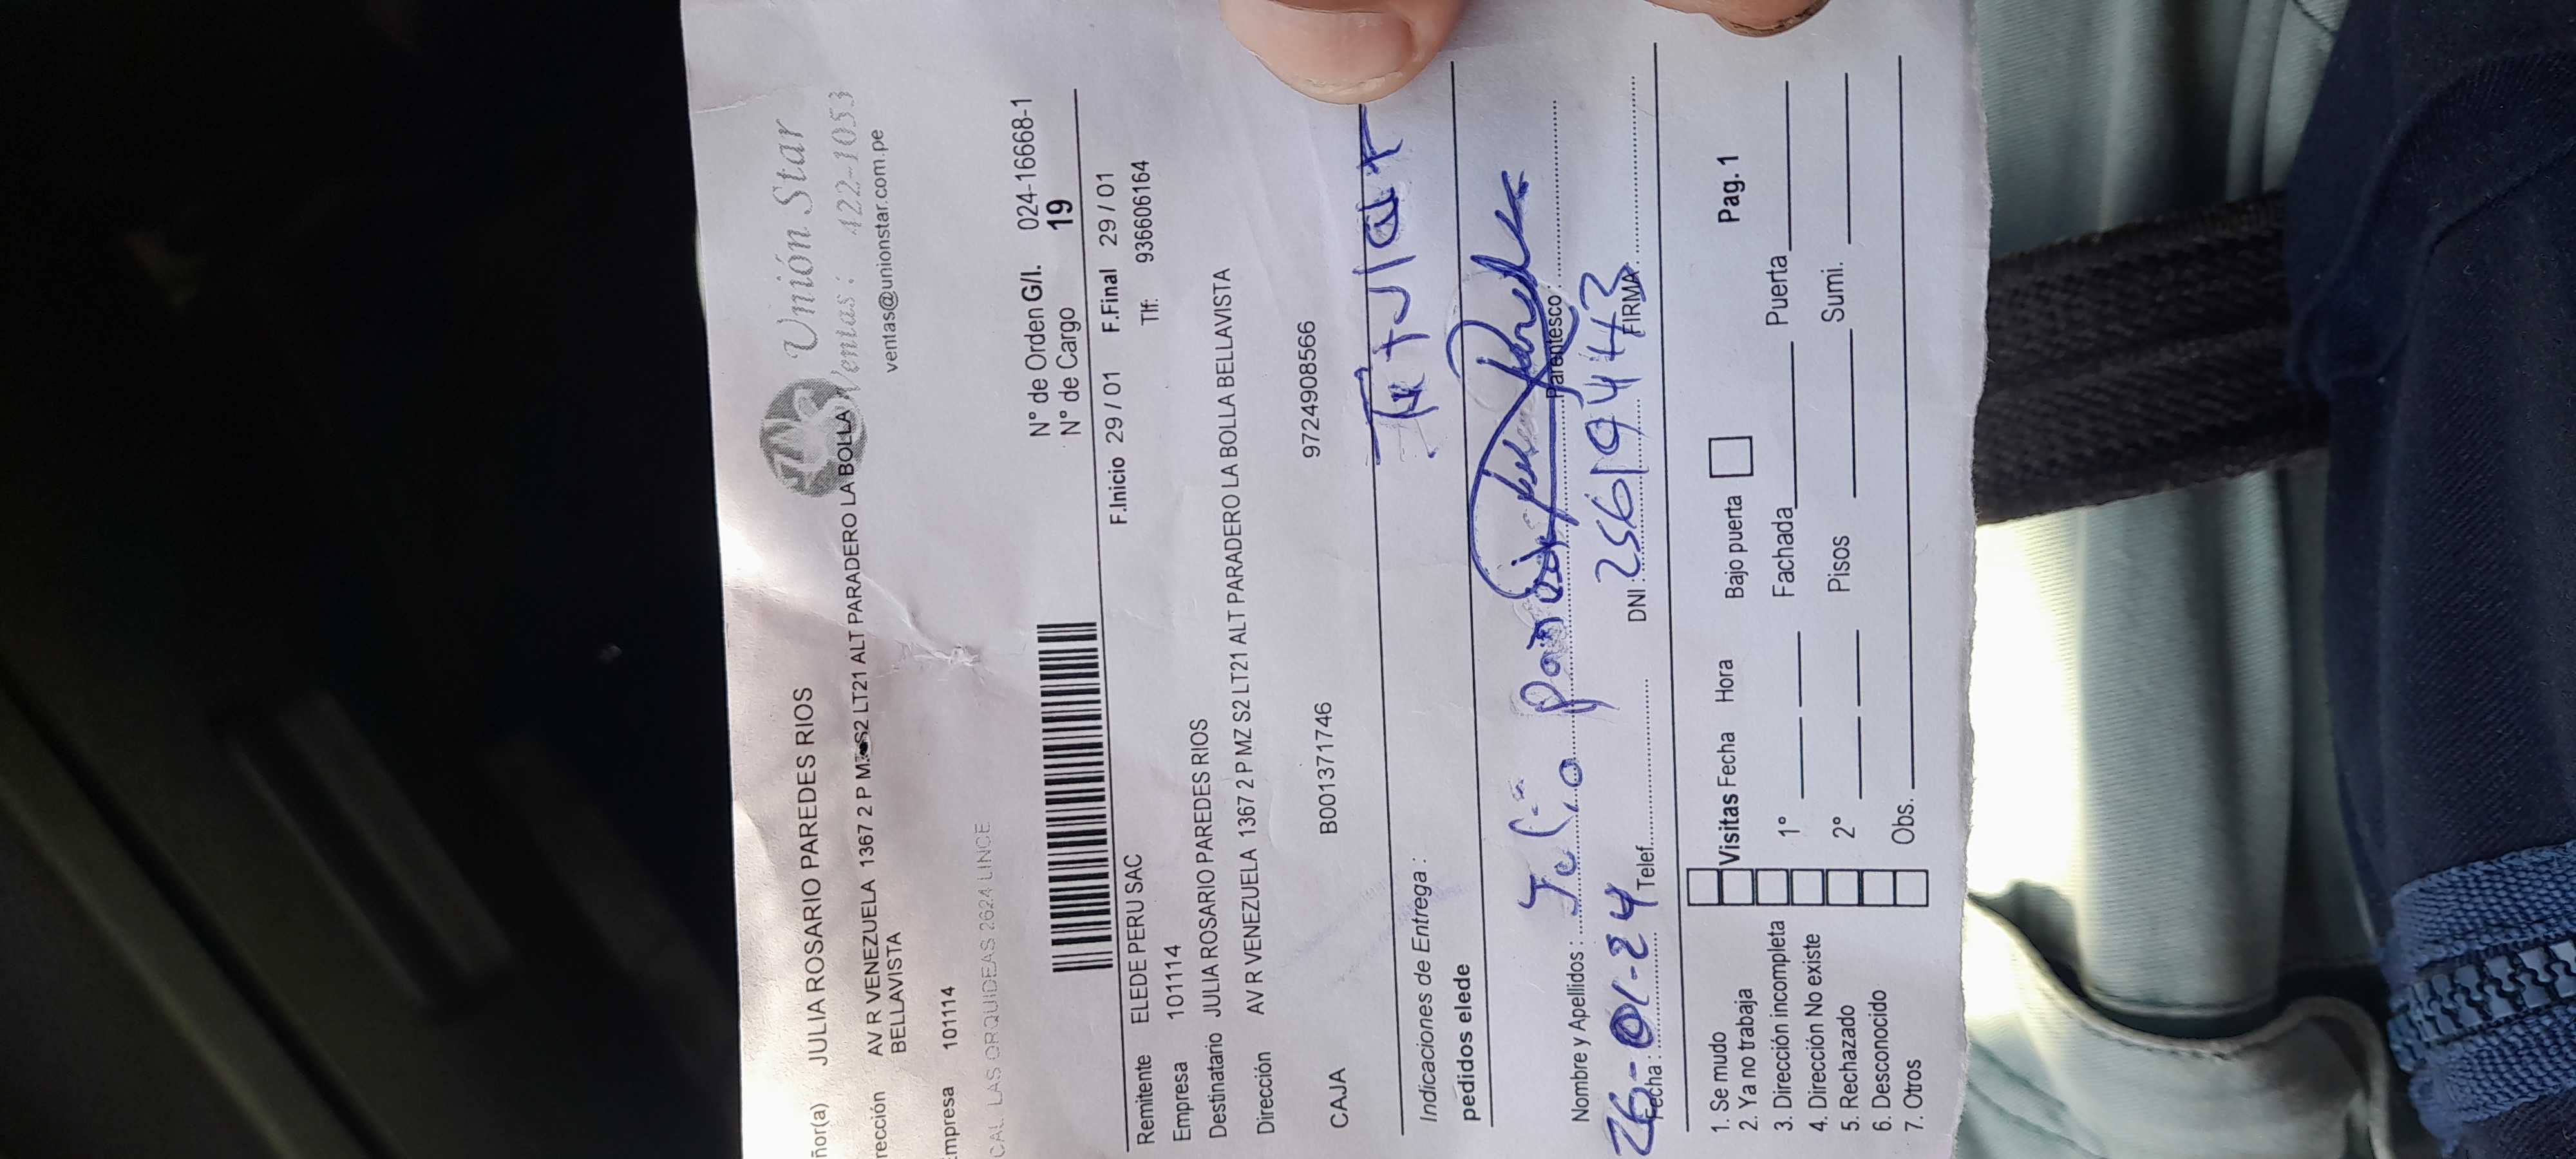 Unión Star
Ventas: 422-1053
ventas@unionstar.com.pe
ñor(a) JULIA ROSARIO PAREDES RIOS
rección AV R VENEZUELA 1367 2 P M S2 LT21 ALT PARADERO LA BOLLA
BELLAVISTA
mpresa 101114
CAL. LAS ORQUIDEAS 2624 LINCE
N° de Orden G/I. 024-16668-1
N° de Cargo 19
F.Inicio 29 / 01 F.Final 29 / 01
Remitente ELEDE PERU SAC Tlf: 936606164
Empresa 101114
Destinatario JULIA ROSARIO PAREDES RIOS
Dirección AV R VENEZUELA 1367 2 P MZ S2 LT21 ALT PARADERO LA BOLLA BELLAVISTA
CAJA B001371746 9724908566
Titular
Indicaciones de Entrega :
pedidos elede
Nombre y Apellidos : Julia Paredes Parentesco :
Fecha : 26-01-24 Telef. DNI : 25619443 FIRMA
1. Se mudo
2. Ya no trabaja
3. Dirección incompleta
4. Dirección No existe
5. Rechazado
6. Desconocido
7. Otros
Visitas Fecha Hora Bajo puerta Pag. 1
1° Fachada Puerta
2° Pisos Sumi.
Obs.